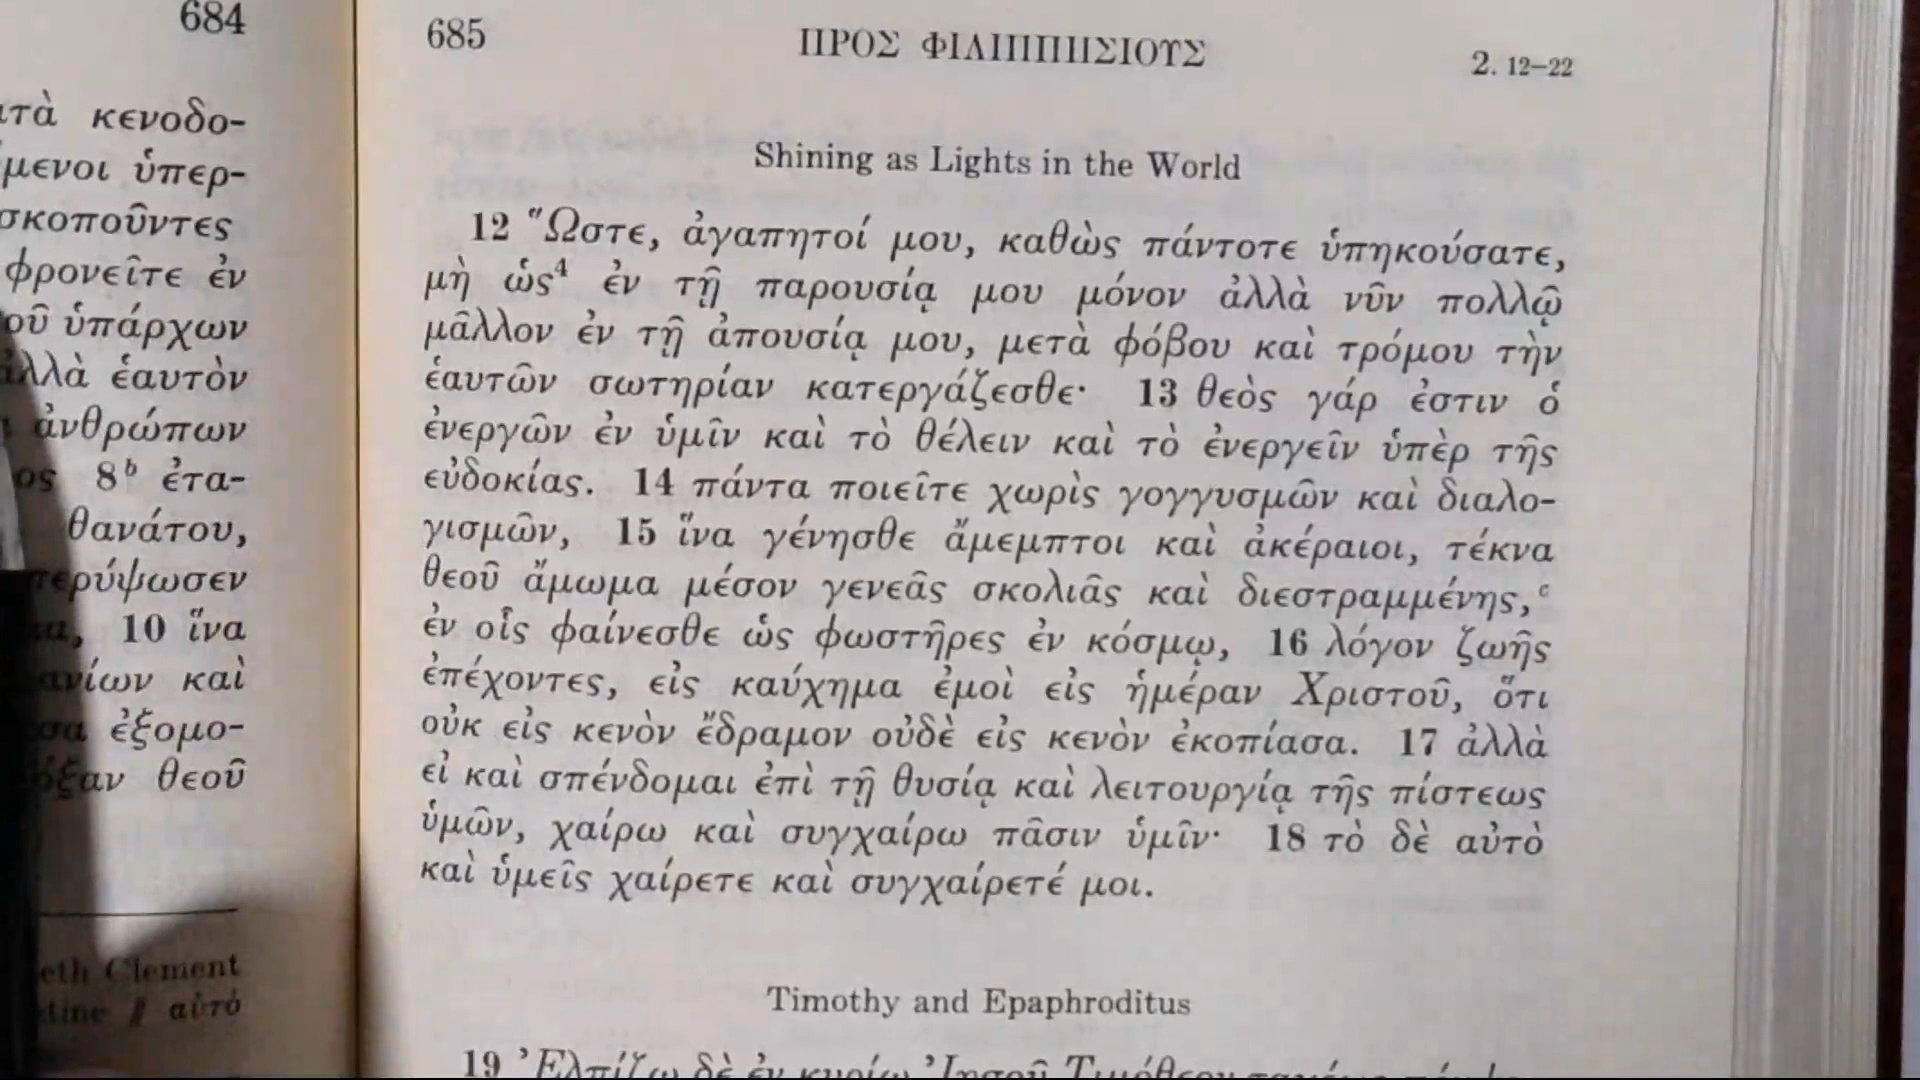 684
κενοδο-
μενοι ὑπερ-
σκοποῦντες
φρονεῖτε ἐν
ὑπάρχων
ἑαυτὸν
ἀνθρώπων
8ᵇ ἐτα-
θανάτου,
10 ἵνα
καὶ
ἐξομο-
θεοῦ
Clement
αὐτό
685 ΠΡΟΣ ΦΙΛΙΠΠΗΣΙΟΥΣ 2. 12–22
Shining as Lights in the World
12 Ὥστε, ἀγαπητοί μου, καθὼς πάντοτε ὑπηκούσατε,
μὴ ὡς⁴ ἐν τῇ παρουσίᾳ μου μόνον ἀλλὰ νῦν πολλῷ
μᾶλλον ἐν τῇ ἀπουσίᾳ μου, μετὰ φόβου καὶ τρόμου τὴν
ἑαυτῶν σωτηρίαν κατεργάζεσθε· 13 θεὸς γάρ ἐστιν ὁ
ἐνεργῶν ἐν ὑμῖν καὶ τὸ θέλειν καὶ τὸ ἐνεργεῖν ὑπὲρ τῆς
εὐδοκίας. 14 πάντα ποιεῖτε χωρὶς γογγυσμῶν καὶ διαλο-
γισμῶν, 15 ἵνα γένησθε ἄμεμπτοι καὶ ἀκέραιοι, τέκνα
θεοῦ ἄμωμα μέσον γενεᾶς σκολιᾶς καὶ διεστραμμένης,ᶜ
ἐν οἷς φαίνεσθε ὡς φωστῆρες ἐν κόσμῳ, 16 λόγον ζωῆς
ἐπέχοντες, εἰς καύχημα ἐμοὶ εἰς ἡμέραν Χριστοῦ, ὅτι
οὐκ εἰς κενὸν ἔδραμον οὐδὲ εἰς κενὸν ἐκοπίασα. 17 ἀλλὰ
εἰ καὶ σπένδομαι ἐπὶ τῇ θυσίᾳ καὶ λειτουργίᾳ τῆς πίστεως
ὑμῶν, χαίρω καὶ συγχαίρω πᾶσιν ὑμῖν· 18 τὸ δὲ αὐτὸ
καὶ ὑμεῖς χαίρετε καὶ συγχαίρετέ μοι.
Timothy and Epaphroditus
19 Ἐλπίζω δὲ ἐν κυρίῳ Ἰησοῦ Τιμόθεον